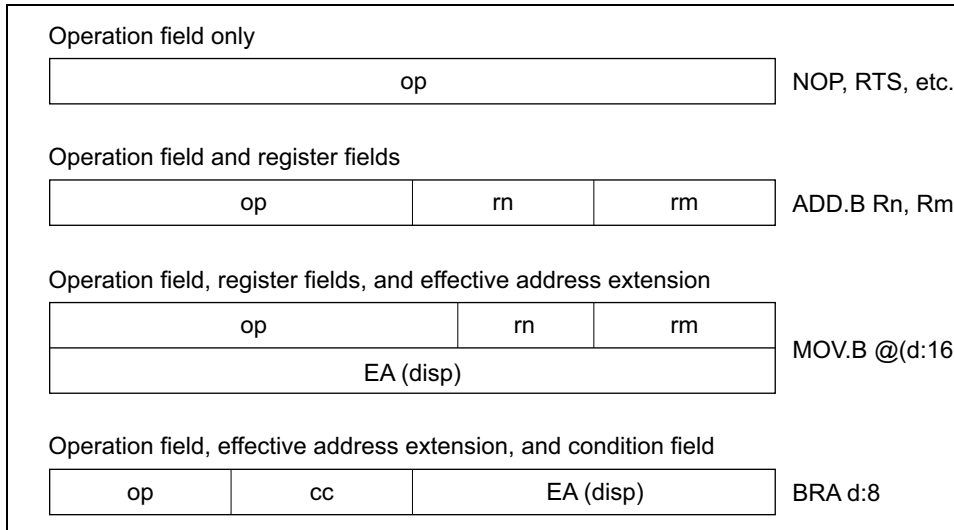 Operation field only
op NOP, RTS, etc.
Operation field and register fields
op rn rm ADD.B Rn, Rm
Operation field, register fields, and effective address extension
op rn rm
MOV.B @(d:16
EA (disp)
Operation field, effective address extension, and condition field
op cc EA (disp) BRA d:8